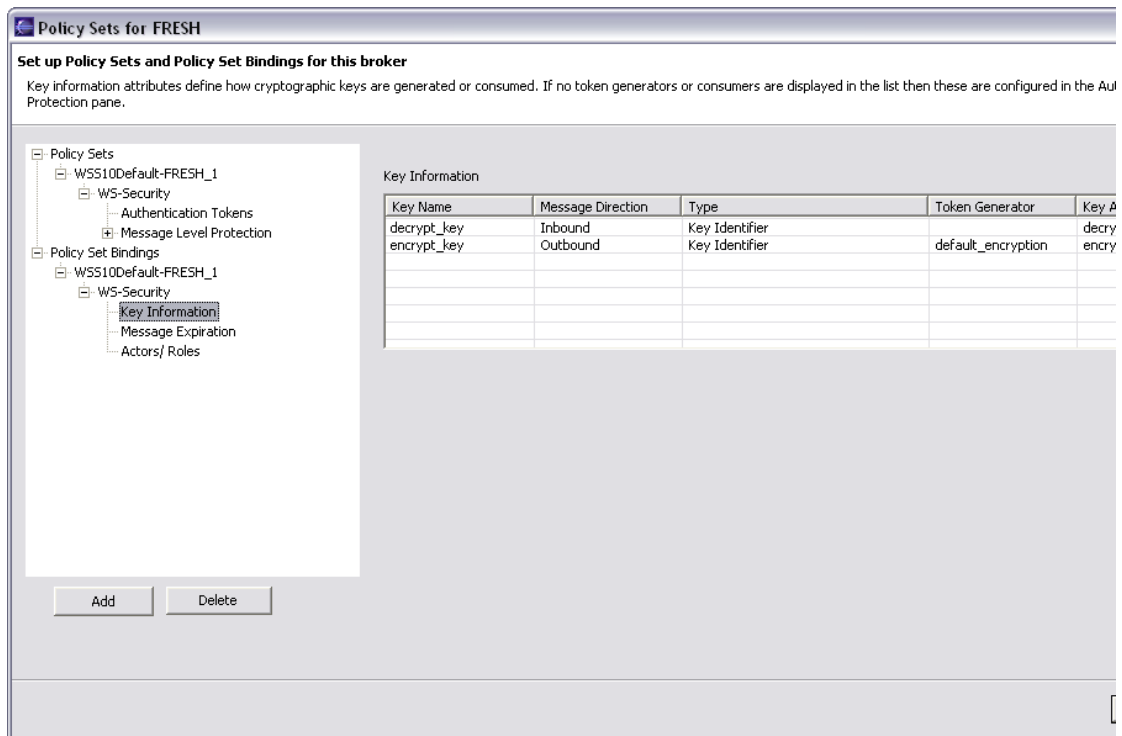 Policy Sets for FRESH
Set up Policy Sets and Policy Set Bindings for this broker
Key information attributes define how cryptographic keys are generated or consumed. If no token generators or consumers are displayed in the list then these are configured in the Au
Protection pane.
Policy Sets
WSS10Default-FRESH_1
WS-Security
Authentication Tokens
Message Level Protection
Policy Set Bindings
WSS10Default-FRESH_1
WS-Security
Key Information
Message Expiration
Actors/ Roles
Key Information
Key Name Message Direction Type Token Generator Key A
decrypt_key Inbound Key Identifier decry
encrypt_key Outbound Key Identifier default_encryption encry
Add Delete